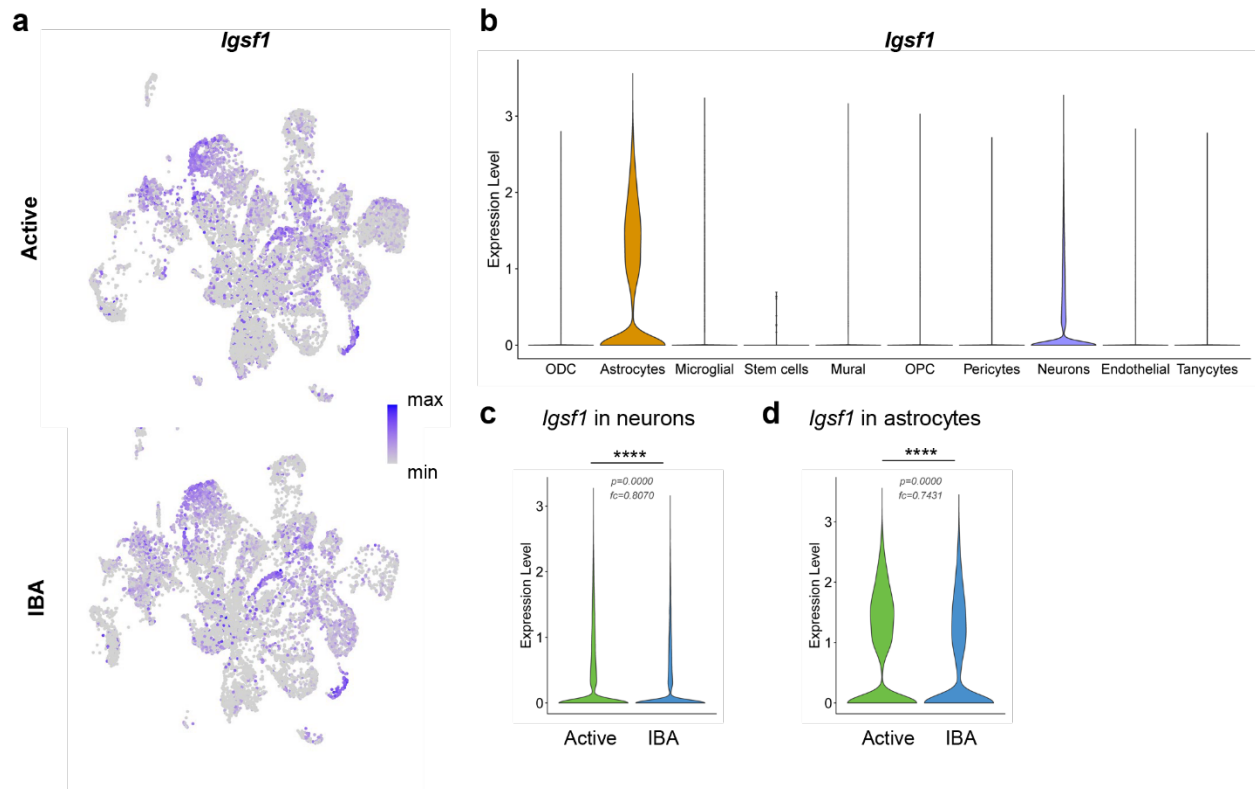 a
Igsf1
Active
max
min
IBA
b
Igsf1
Expression Level
3
2
1
0
ODC Astrocytes Microglial Stem cells Mural OPC Pericytes Neurons Endothelial Tanycytes
c
Igsf1 in neurons
****
p=0.0000
fc=0.8070
Expression Level
3
2
1
0
Active IBA
d
Igsf1 in astrocytes
****
p=0.0000
fc=0.7431
Expression Level
3
2
1
0
Active IBA